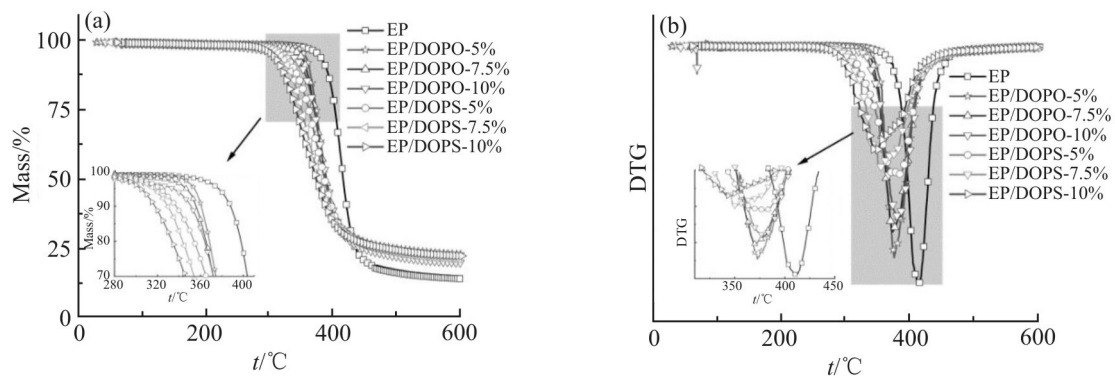 (a)
100
75
50
25
0
Mass/%
EP
EP/DOPO-5%
EP/DOPO-7.5%
EP/DOPO-10%
EP/DOPS-5%
EP/DOPS-7.5%
EP/DOPS-10%
100
90
80
70
Mass/%
280 320 360 400
t/℃
0 200 400 600
t/℃
(b)
DTG
EP
EP/DOPO-5%
EP/DOPO-7.5%
EP/DOPO-10%
EP/DOPS-5%
EP/DOPS-7.5%
EP/DOPS-10%
DTG
350 400 450
t/℃
0 200 400 600
t/℃